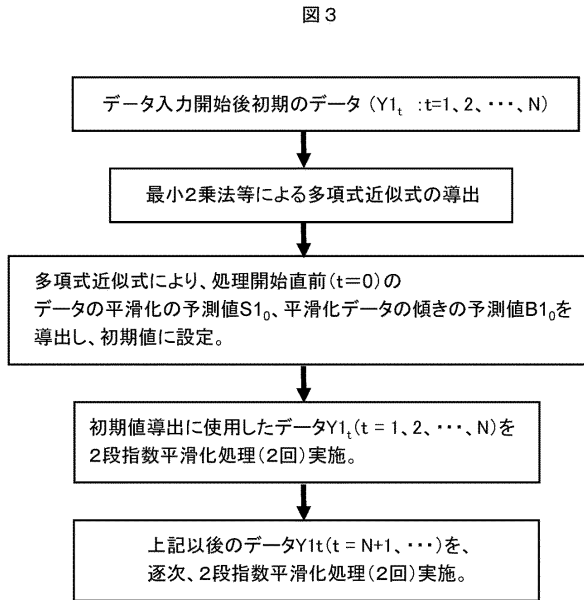 図3
データ入力開始後初期のデータ（Y1t ：t=1、2、・・・、N）
最小2乗法等による多項式近似式の導出
多項式近似式により、処理開始直前（t＝0）の
データの平滑化の予測値S10、平滑化データの傾きの予測値B10を
導出し、初期値に設定。
初期値導出に使用したデータY1t（t = 1、2、・・・、N）を
2段指数平滑化処理（2回）実施。
上記以後のデータY1t（t = N+1、・・・）を、
逐次、2段指数平滑化処理（2回）実施。